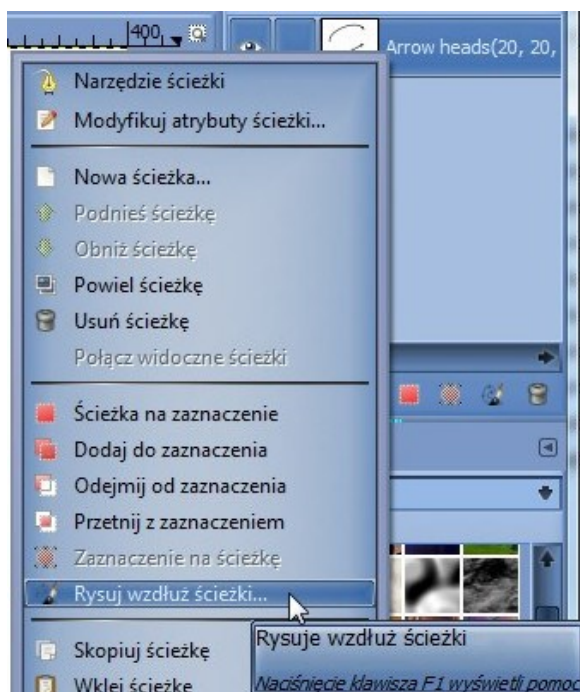 400
Arrow heads(20, 20,
Narzędzie ścieżki
Modyfikuj atrybuty ścieżki...
Nowa ścieżka...
Podnieś ścieżkę
Obniż ścieżkę
Powiel ścieżkę
Usuń ścieżkę
Połącz widoczne ścieżki
Ścieżka na zaznaczenie
Dodaj do zaznaczenia
Odejmij od zaznaczenia
Przetnij z zaznaczeniem
Zaznaczenie na ścieżkę
Rysuj wzdłuż ścieżki...
Skopiuj ścieżkę
Rysuje wzdłuż ścieżki
Wklej ścieżkę
Naciśnięcie klawisza F1 wyświetli pomoc